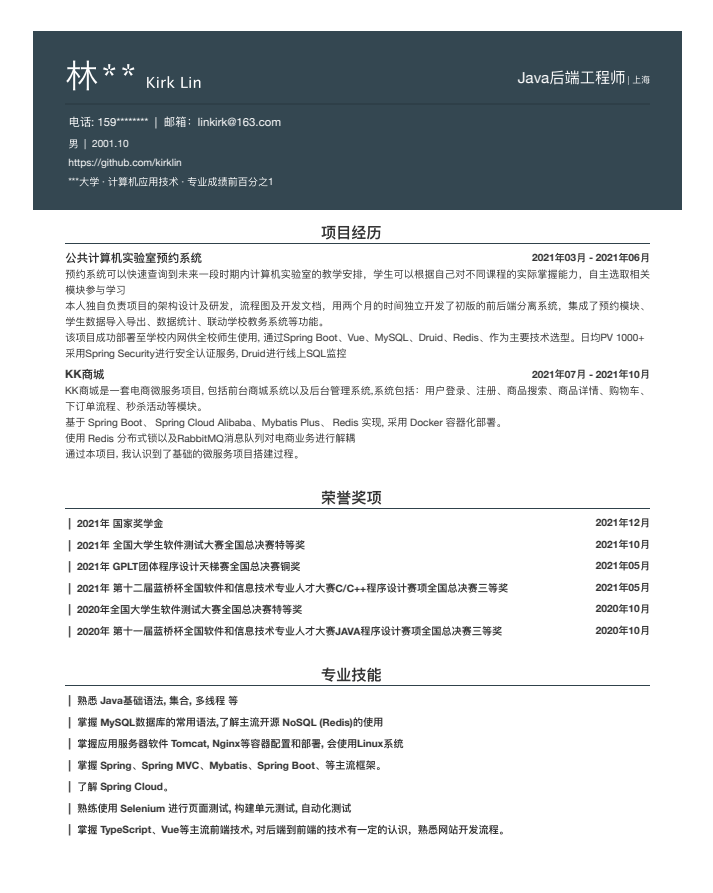 林** Kirk Lin
Java后端工程师 | 上海
电话: 159******** | 邮箱：linkirk@163.com
男 | 2001.10
https://github.com/kirklin
***大学 · 计算机应用技术 · 专业成绩前百分之1
项目经历
公共计算机实验室预约系统 2021年03月 - 2021年06月
预约系统可以快速查询到未来一段时期内计算机实验室的教学安排，学生可以根据自己对不同课程的实际掌握能力，自主选取相关
模块参与学习
本人独自负责项目的架构设计及研发，流程图及开发文档，用两个月的时间独立开发了初版的前后端分离系统，集成了预约模块、
学生数据导入导出、数据统计、联动学校教务系统等功能。
该项目成功部署至学校内网供全校师生使用, 通过Spring Boot、Vue、MySQL、Druid、Redis、作为主要技术选型。日均PV 1000+
采用Spring Security进行安全认证服务, Druid进行线上SQL监控
KK商城 2021年07月 - 2021年10月
KK商城是一套电商微服务项目, 包括前台商城系统以及后台管理系统,系统包括：用户登录、注册、商品搜索、商品详情、购物车、
下订单流程、秒杀活动等模块。
基于 Spring Boot、 Spring Cloud Alibaba、Mybatis Plus、 Redis 实现, 采用 Docker 容器化部署。
使用 Redis 分布式锁以及RabbitMQ消息队列对电商业务进行解耦
通过本项目, 我认识到了基础的微服务项目搭建过程。
荣誉奖项
| 2021年 国家奖学金 2021年12月
| 2021年 全国大学生软件测试大赛全国总决赛特等奖 2021年10月
| 2021年 GPLT团体程序设计天梯赛全国总决赛铜奖 2021年05月
| 2021年 第十二届蓝桥杯全国软件和信息技术专业人才大赛C/C++程序设计赛项全国总决赛三等奖 2021年05月
| 2020年全国大学生软件测试大赛全国总决赛特等奖 2020年10月
| 2020年 第十一届蓝桥杯全国软件和信息技术专业人才大赛JAVA程序设计赛项全国总决赛三等奖 2020年10月
专业技能
| 熟悉 Java基础语法, 集合, 多线程 等
| 掌握 MySQL数据库的常用语法,了解主流开源 NoSQL (Redis)的使用
| 掌握应用服务器软件 Tomcat, Nginx等容器配置和部署, 会使用Linux系统
| 掌握 Spring、Spring MVC、Mybatis、Spring Boot、等主流框架。
| 了解 Spring Cloud。
| 熟练使用 Selenium 进行页面测试, 构建单元测试, 自动化测试
| 掌握 TypeScript、Vue等主流前端技术, 对后端到前端的技术有一定的认识，熟悉网站开发流程。